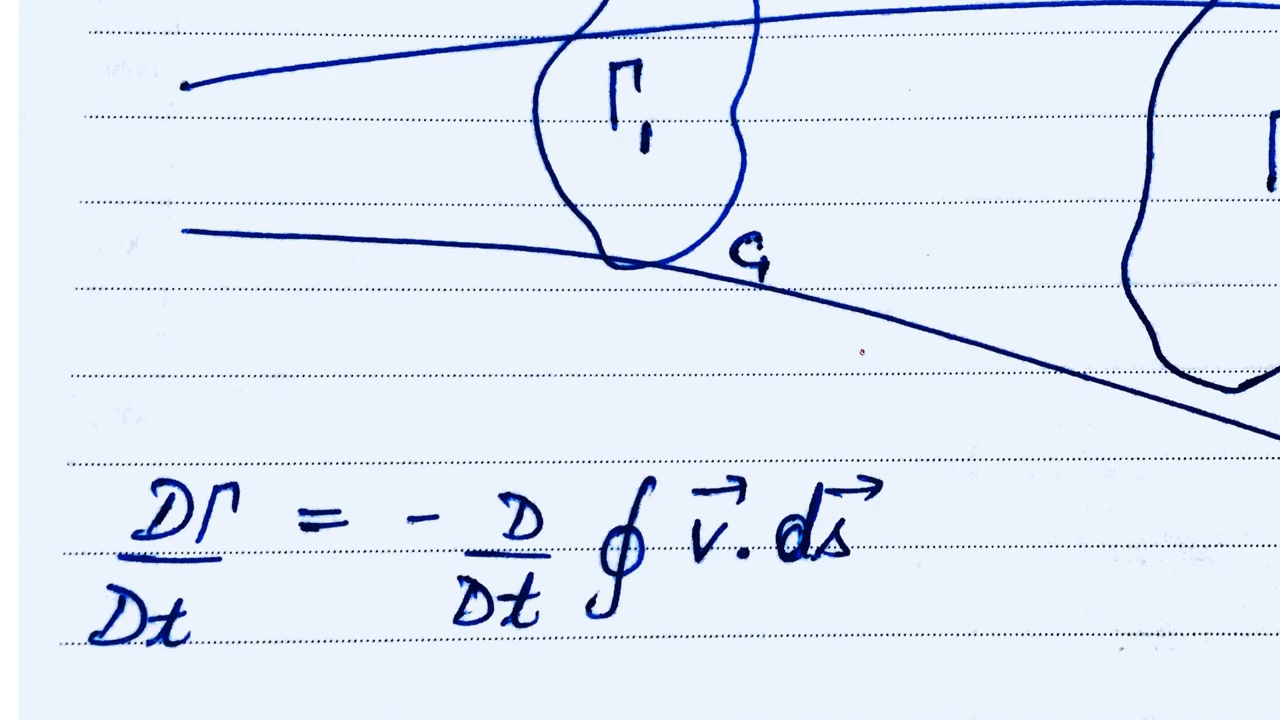 Γ₁
Γ
C₁
DΓ/Dt = - D/Dt ∮ v⃗. ds⃗